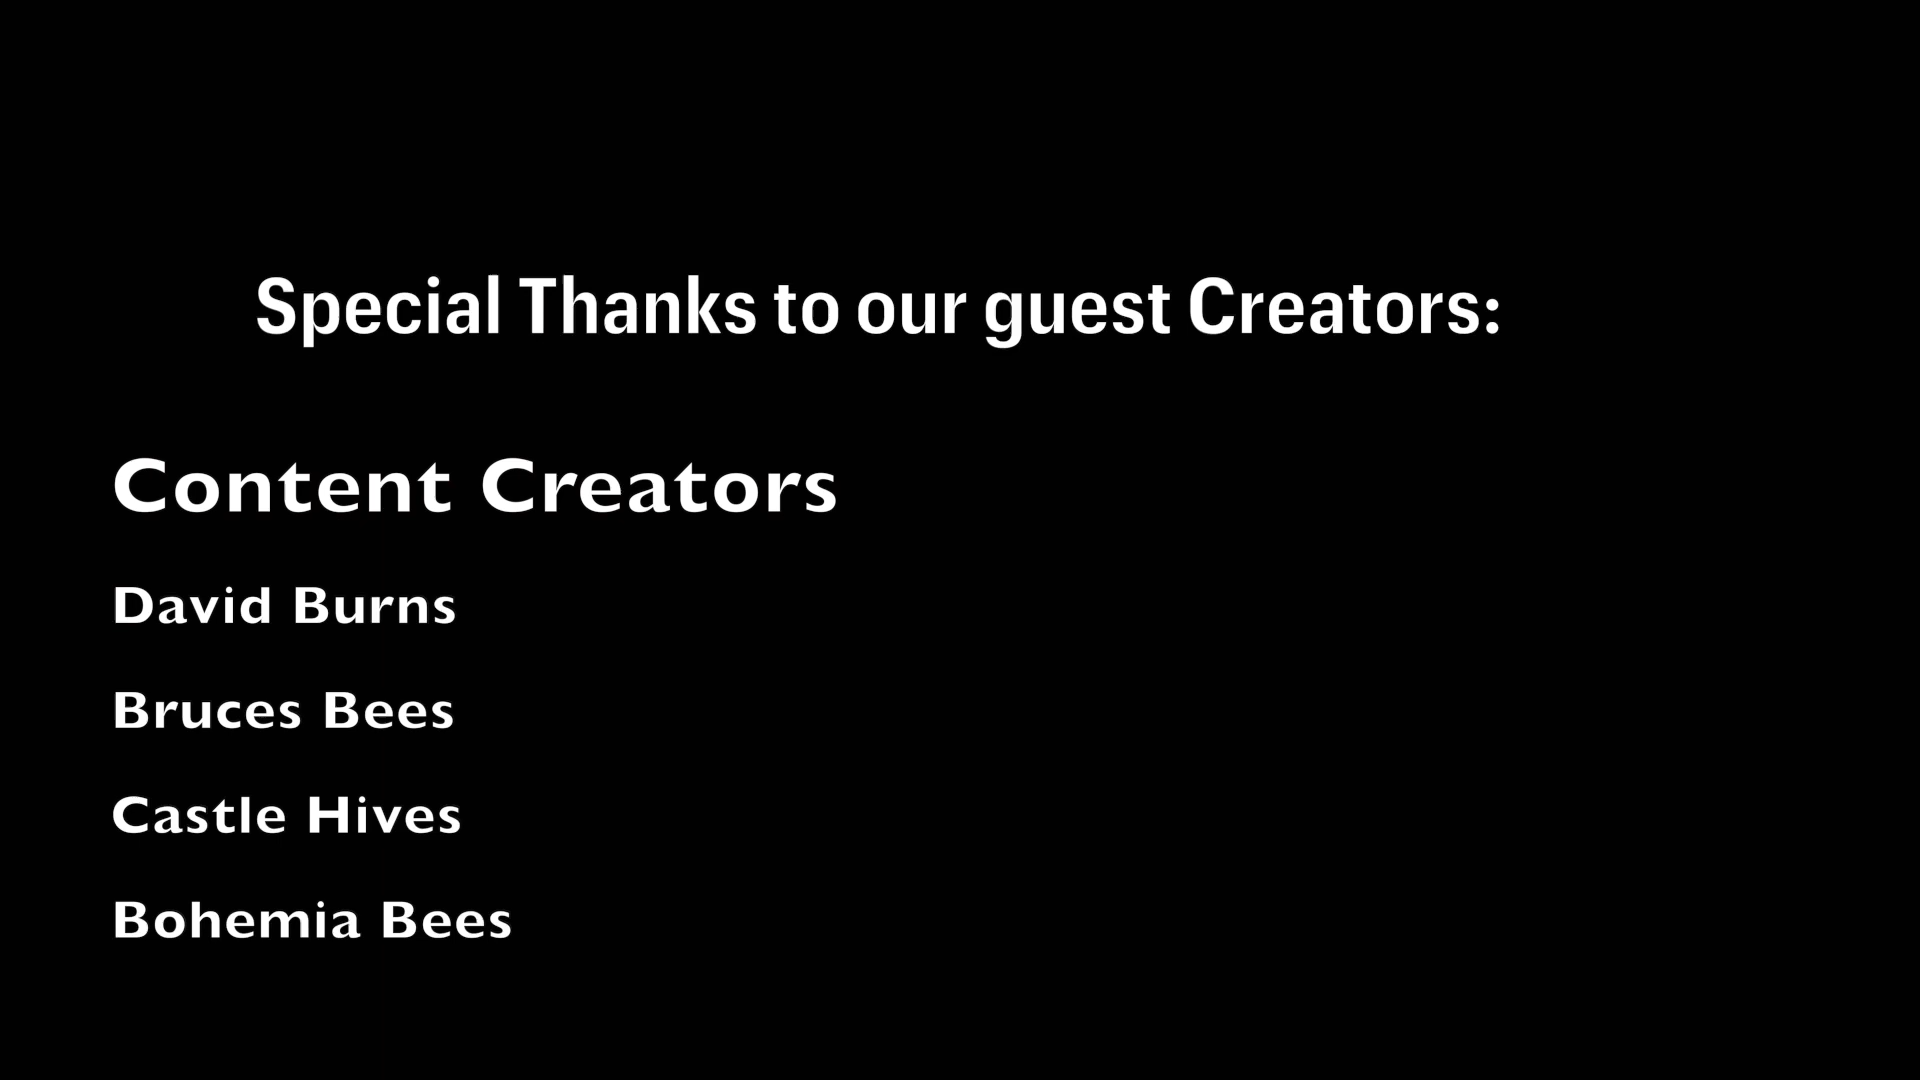 Special Thanks to our guest Creators:
Content Creators
David Burns
Bruces Bees
Castle Hives
Bohemia Bees